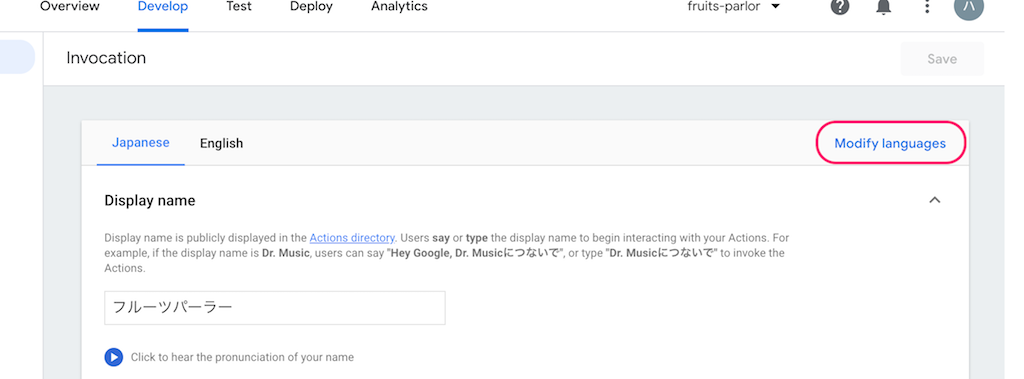 Overview Develop Test Deploy Analytics fruits-parlor ハ
Invocation Save
Japanese English Modify languages
Display name
Display name is publicly displayed in the Actions directory. Users say or type the display name to begin interacting with your Actions. For
example, if the display name is Dr. Music, users can say "Hey Google, Dr. Musicにつないで", or type "Dr. Musicにつないで" to invoke the
Actions.
フルーツパーラー
Click to hear the pronunciation of your name